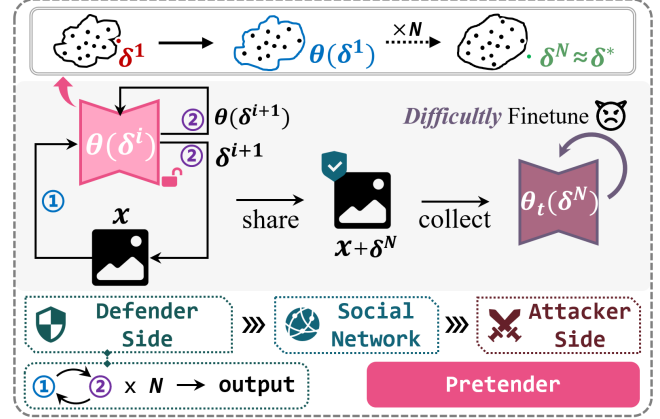 δ¹
θ(δ¹)
×N
δᴺ≈δ*
θ(δⁱ)
②
θ(δⁱ⁺¹)
②
δⁱ⁺¹
Difficultly Finetune
①
x
share
x+δᴺ
collect
θₜ(δᴺ)
Defender Side
Social Network
Attacker Side
① ② × N → output
Pretender